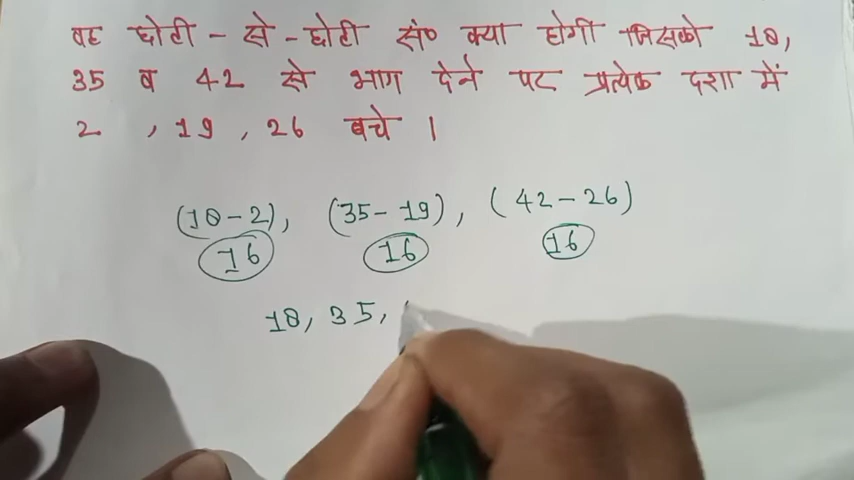 वह छोटी - से - छोटी सं० क्या होगी जिसको 18,
35 व 42 से भाग देने पर प्रत्येक दशा में
2 , 19 , 26 बचे ।
(18-2), (35-19), (42-26)
16 16 16
18, 35,